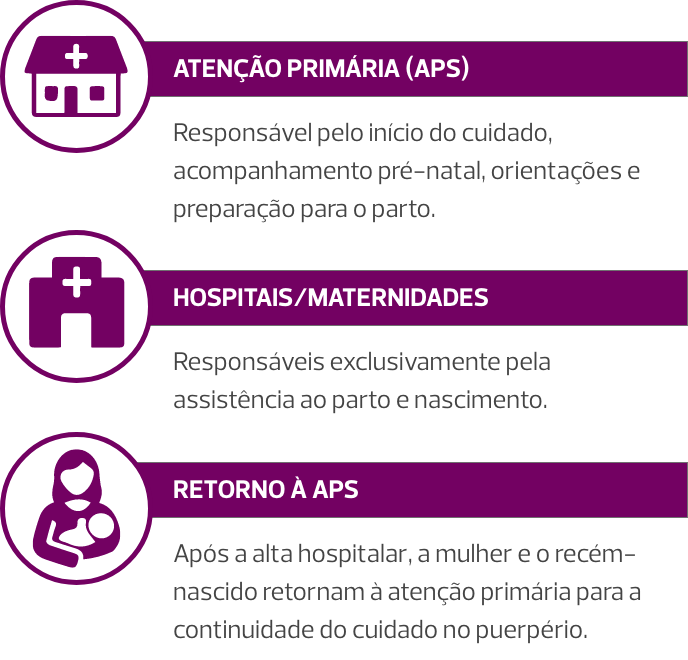 ATENÇÃO PRIMÁRIA (APS)
Responsável pelo início do cuidado,
acompanhamento pré-natal, orientações e
preparação para o parto.
HOSPITAIS/MATERNIDADES
Responsáveis exclusivamente pela
assistência ao parto e nascimento.
RETORNO À APS
Após a alta hospitalar, a mulher e o recém-
nascido retornam à atenção primária para a
continuidade do cuidado no puerpério.